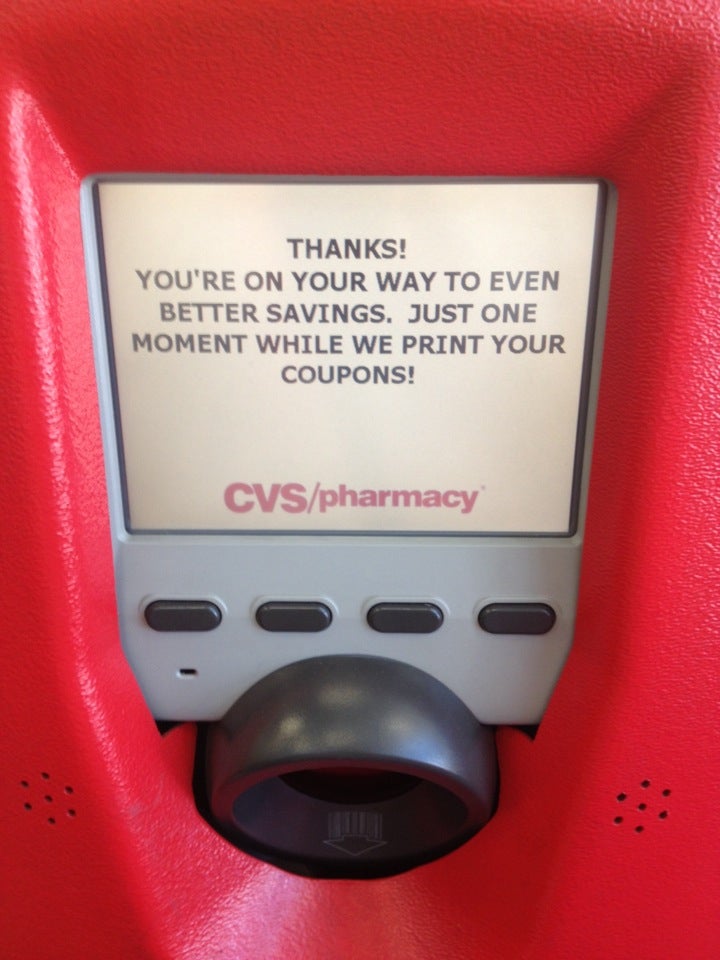 THANKS!
YOU'RE ON YOUR WAY TO EVEN
BETTER SAVINGS. JUST ONE
MOMENT WHILE WE PRINT YOUR
COUPONS!
CVS/pharmacy